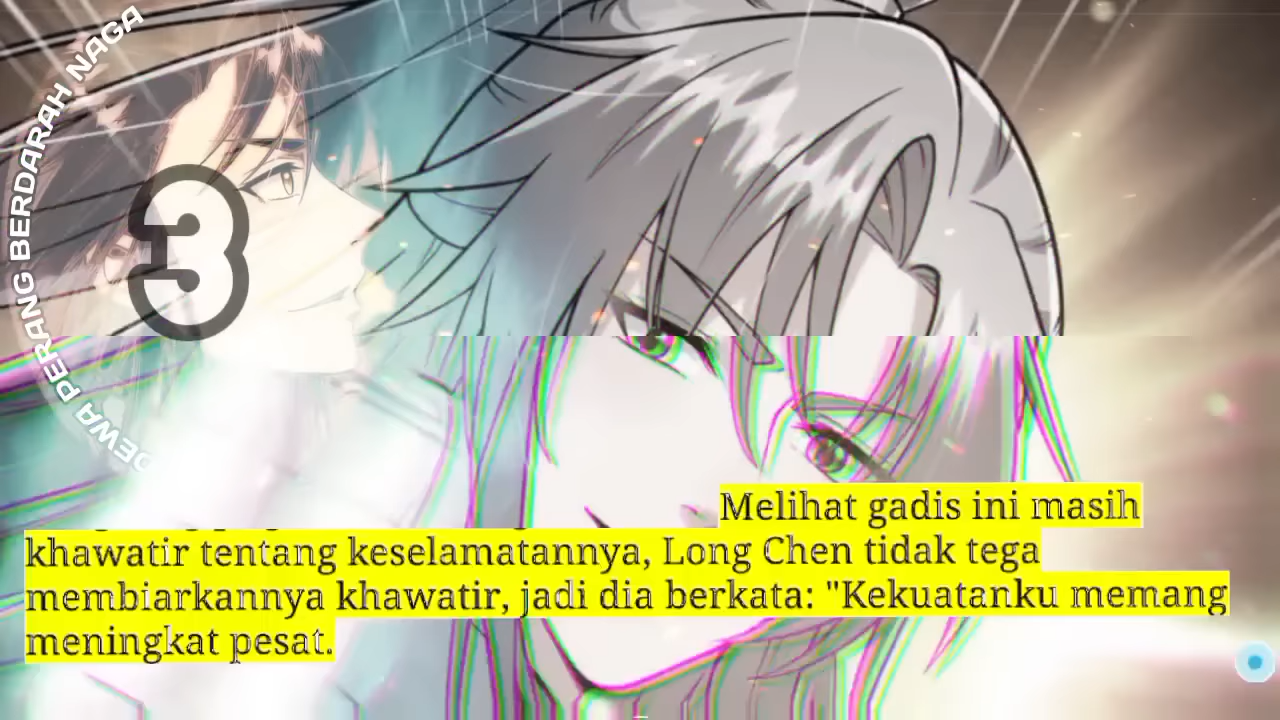 DEWA PERANG BERDARAH NAGA
3
Melihat gadis ini masih
khawatir tentang keselamatannya, Long Chen tidak tega
membiarkannya khawatir, jadi dia berkata: "Kekuatanku memang
meningkat pesat.